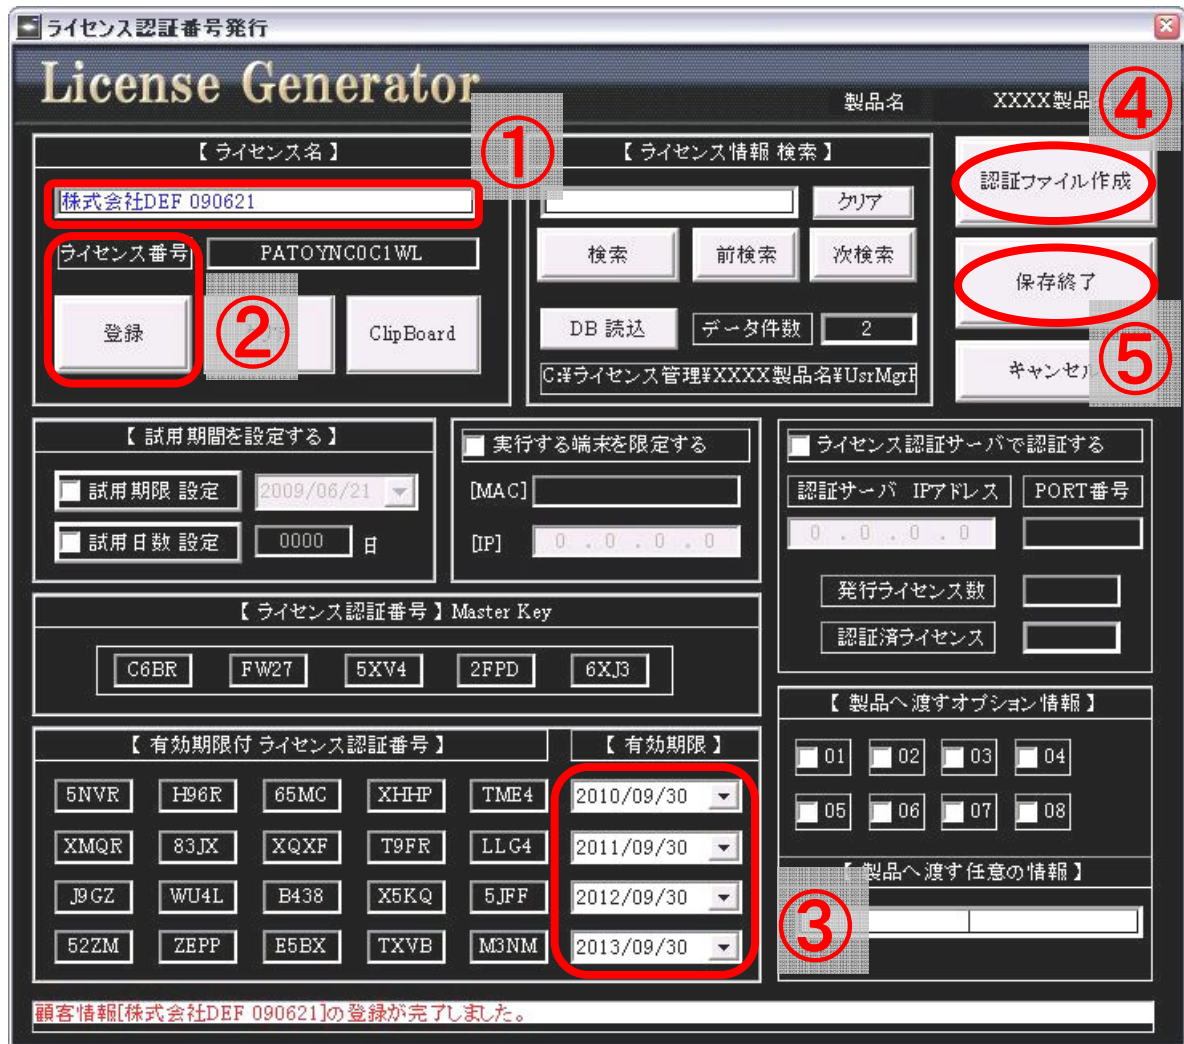 ライセンス認証番号発行
License Generator
製品名 XXXX製品
④
【 ライセンス名 】
①
【 ライセンス情報 検索 】
株式会社DEF 090621
クリア
認証ファイル作成
ライセンス番号 PATOYNC0C1WL
検索 前検索 次検索
保存終了
登録
②
ClipBoard
DB 読込 データ件数 2
C:¥ライセンス管理¥XXXX製品名¥UsrMgrF
キャンセル
⑤
【 試用期間を設定する 】
試用期限 設定 2009/06/21
試用日数 設定 0000 日
実行する端末を限定する
[MAC]
[IP] 0 . 0 . 0 . 0
ライセンス認証サーバで認証する
認証サーバ IPアドレス PORT番号
0 . 0 . 0 . 0
発行ライセンス数
認証済ライセンス
【 ライセンス認証番号 】Master Key
C6BR FW27 5XV4 2FPD 6XJ3
【 製品へ渡すオプション情報 】
01 02 03 04
05 06 07 08
【 有効期限付 ライセンス認証番号 】 【 有効期限 】
5NVR H96R 65MC XHHP TME4 2010/09/30
XMQR 83JX XQXF T9FR LLG4 2011/09/30
J9GZ WU4L B438 X5KQ 5JFF 2012/09/30
52ZM ZEPP E5BX TXVB M3NM 2013/09/30
③
【 製品へ渡す任意の情報 】
顧客情報[株式会社DEF 090621]の登録が完了しました。